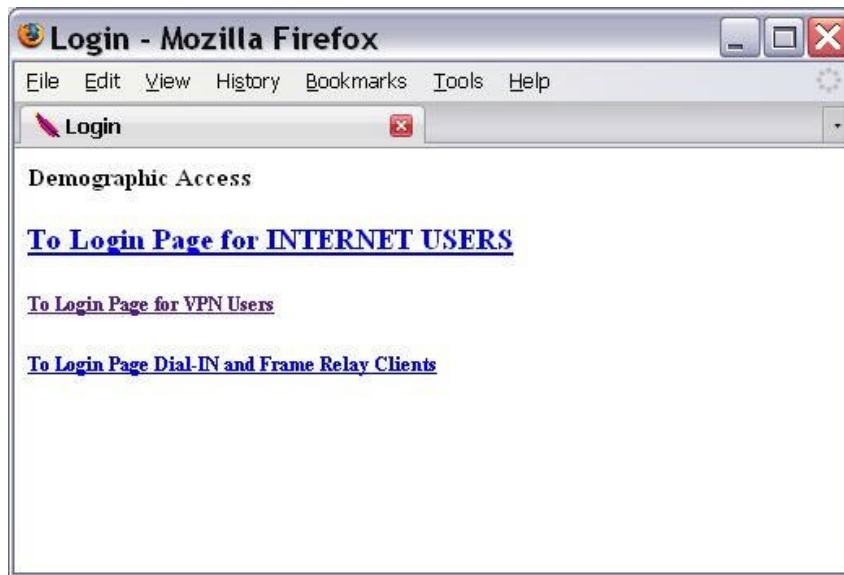 Login - Mozilla Firefox
File Edit View History Bookmarks Tools Help
Login
Demographic Access
To Login Page for INTERNET USERS
To Login Page for VPN Users
To Login Page Dial-IN and Frame Relay Clients